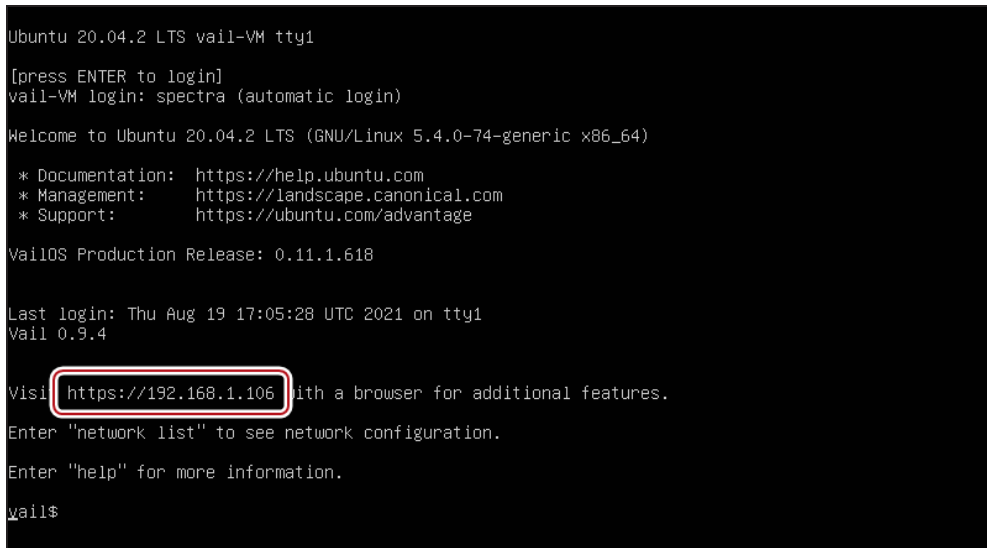 Ubuntu 20.04.2 LTS vail-VM tty1
[press ENTER to login]
vail-VM login: spectra (automatic login)
Welcome to Ubuntu 20.04.2 LTS (GNU/Linux 5.4.0-74-generic x86_64)
* Documentation: https://help.ubuntu.com
* Management: https://landscape.canonical.com
* Support: https://ubuntu.com/advantage
VailOS Production Release: 0.11.1.618
Last login: Thu Aug 19 17:05:28 UTC 2021 on tty1
Vail 0.9.4
Visi https://192.168.1.106 ith a browser for additional features.
Enter "network list" to see network configuration.
Enter "help" for more information.
vail$